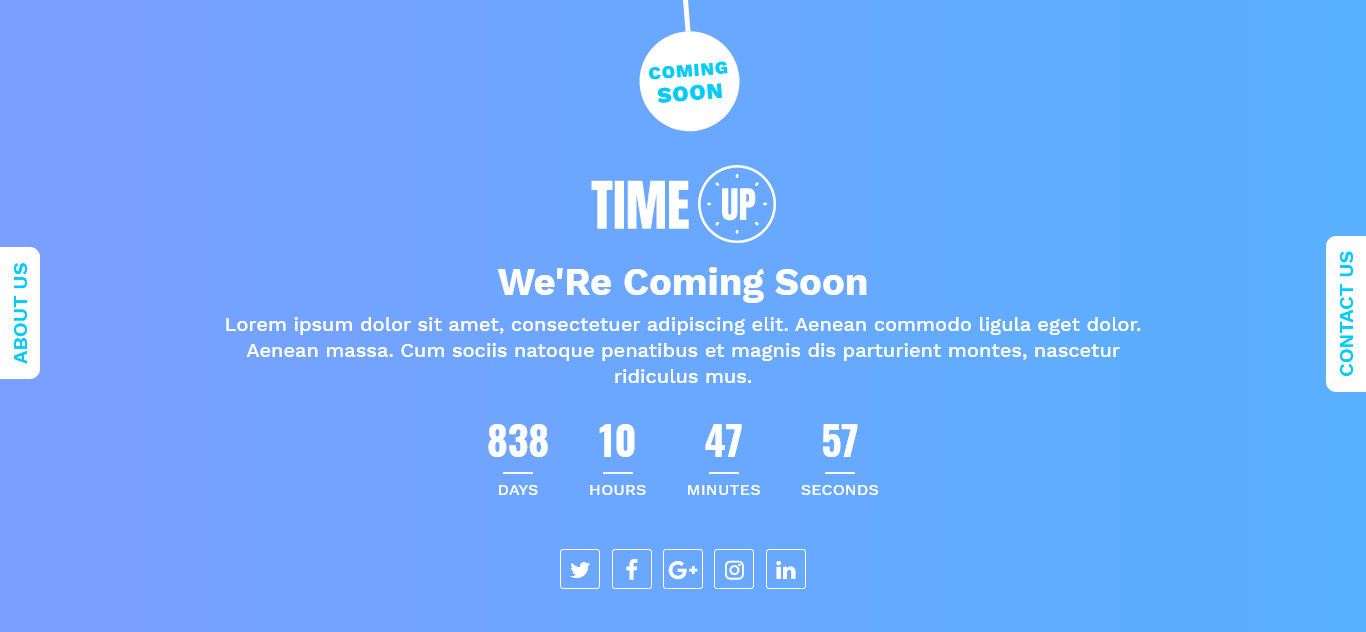 COMING
SOON
TIME UP
We'Re Coming Soon
Lorem ipsum dolor sit amet, consectetuer adipiscing elit. Aenean commodo ligula eget dolor.
Aenean massa. Cum sociis natoque penatibus et magnis dis parturient montes, nascetur
ridiculus mus.
838 10 47 57
DAYS HOURS MINUTES SECONDS
ABOUT US
CONTACT US